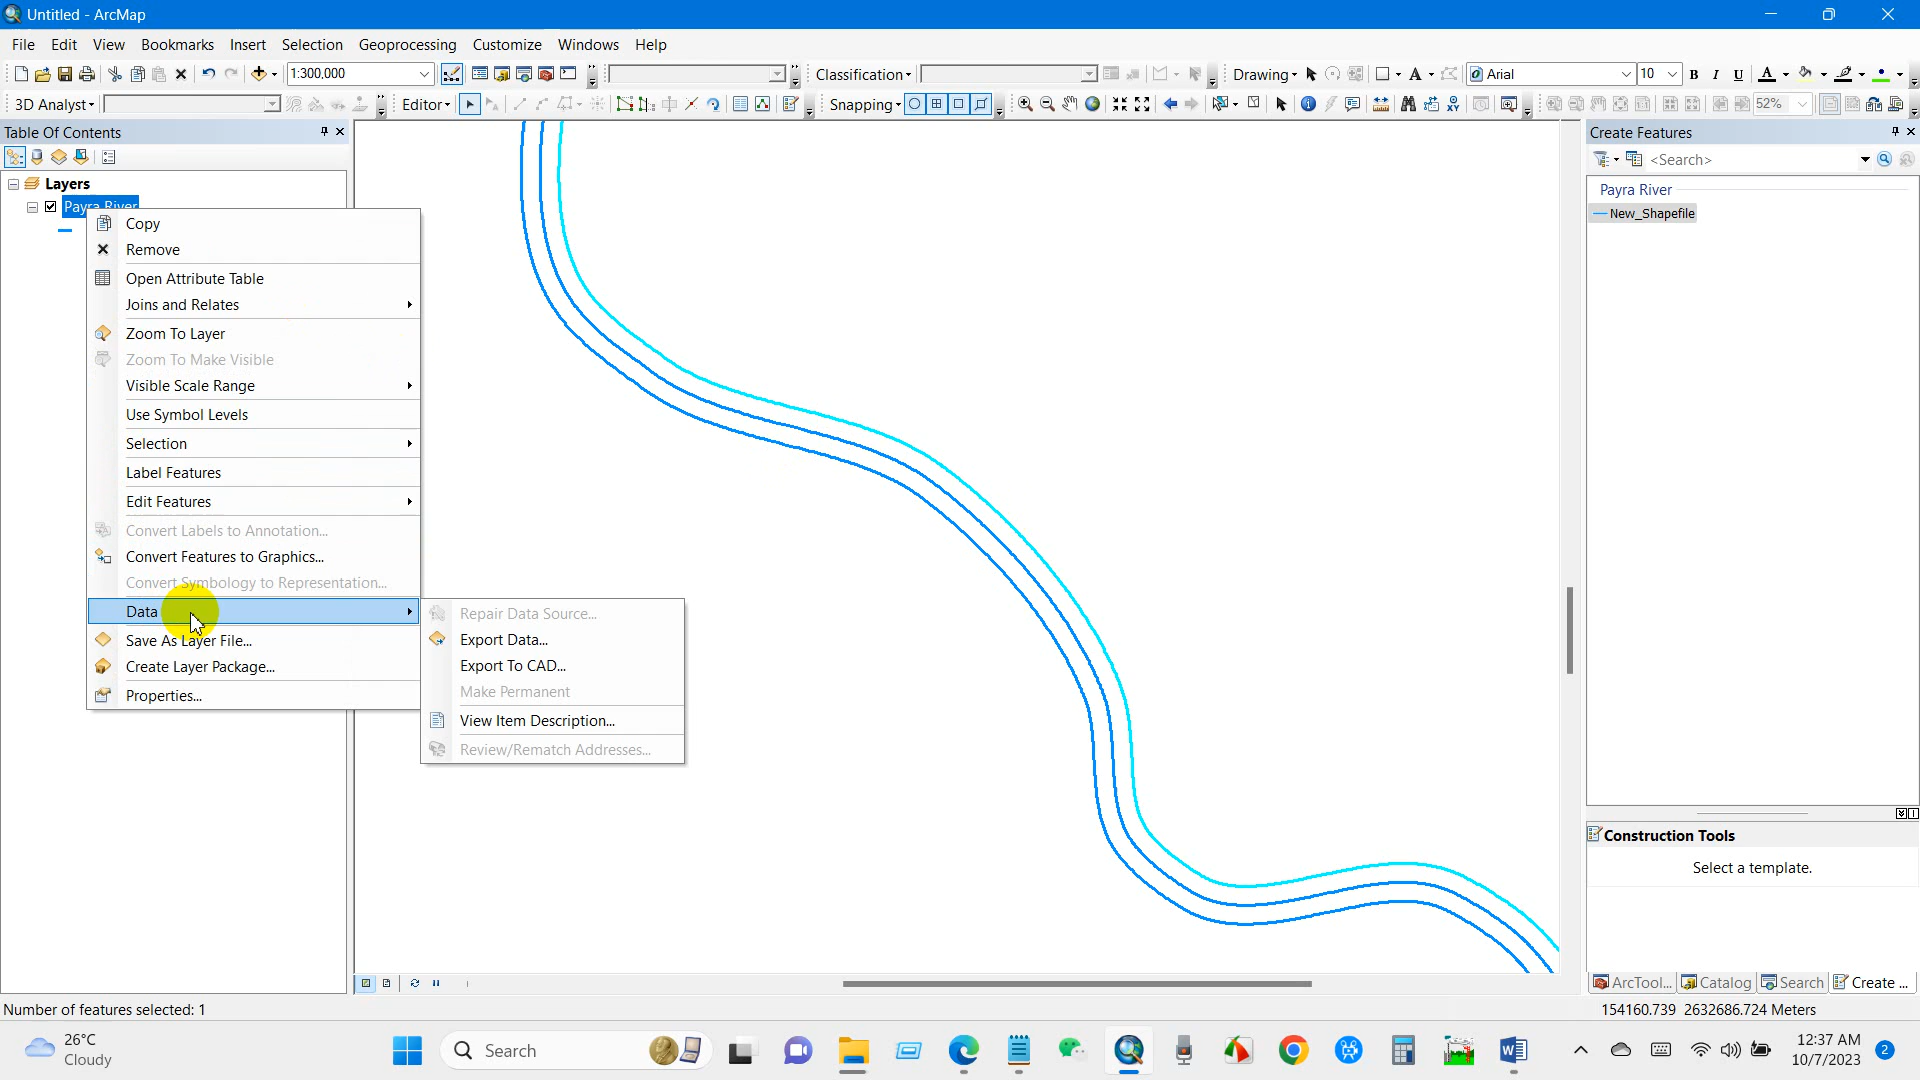 Untitled - ArcMap
File Edit View Bookmarks Insert Selection Geoprocessing Customize Windows Help
1:300,000 Classification Drawing Arial 10 B I U A
3D Analyst Editor Snapping 52%
Table Of Contents
Layers
Payra River
Copy
Remove
Open Attribute Table
Joins and Relates
Zoom To Layer
Zoom To Make Visible
Visible Scale Range
Use Symbol Levels
Selection
Label Features
Edit Features
Convert Labels to Annotation...
Convert Features to Graphics...
Convert Symbology to Representation...
Data
Save As Layer File...
Create Layer Package...
Properties...
Repair Data Source...
Export Data...
Export To CAD...
Make Permanent
View Item Description...
Review/Rematch Addresses...
Create Features
<Search>
Payra River
New_Shapefile
Construction Tools
Select a template.
ArcTool... Catalog Search Create ...
Number of features selected: 1
154160.739 2632686.724 Meters
26°C
Cloudy
Search
12:37 AM
10/7/2023
2